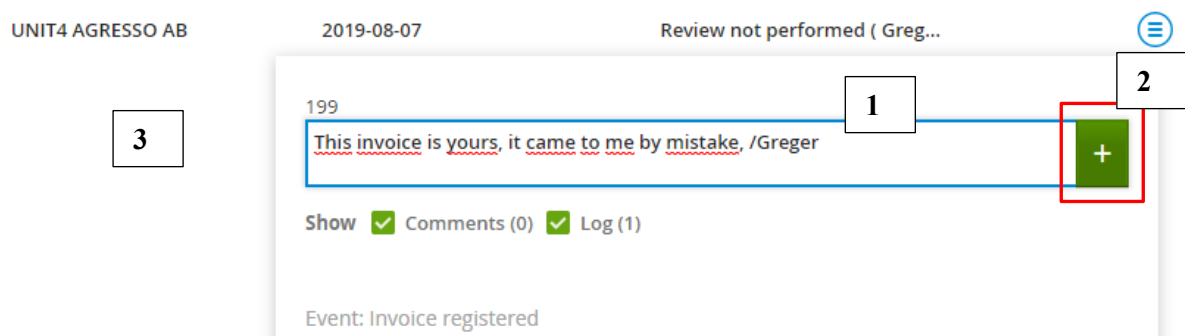 UNIT4 AGRESSO AB 2019-08-07 Review not performed ( Greg...
2
199
1
3
This invoice is yours, it came to me by mistake, /Greger
+
Show Comments (0) Log (1)
Event: Invoice registered